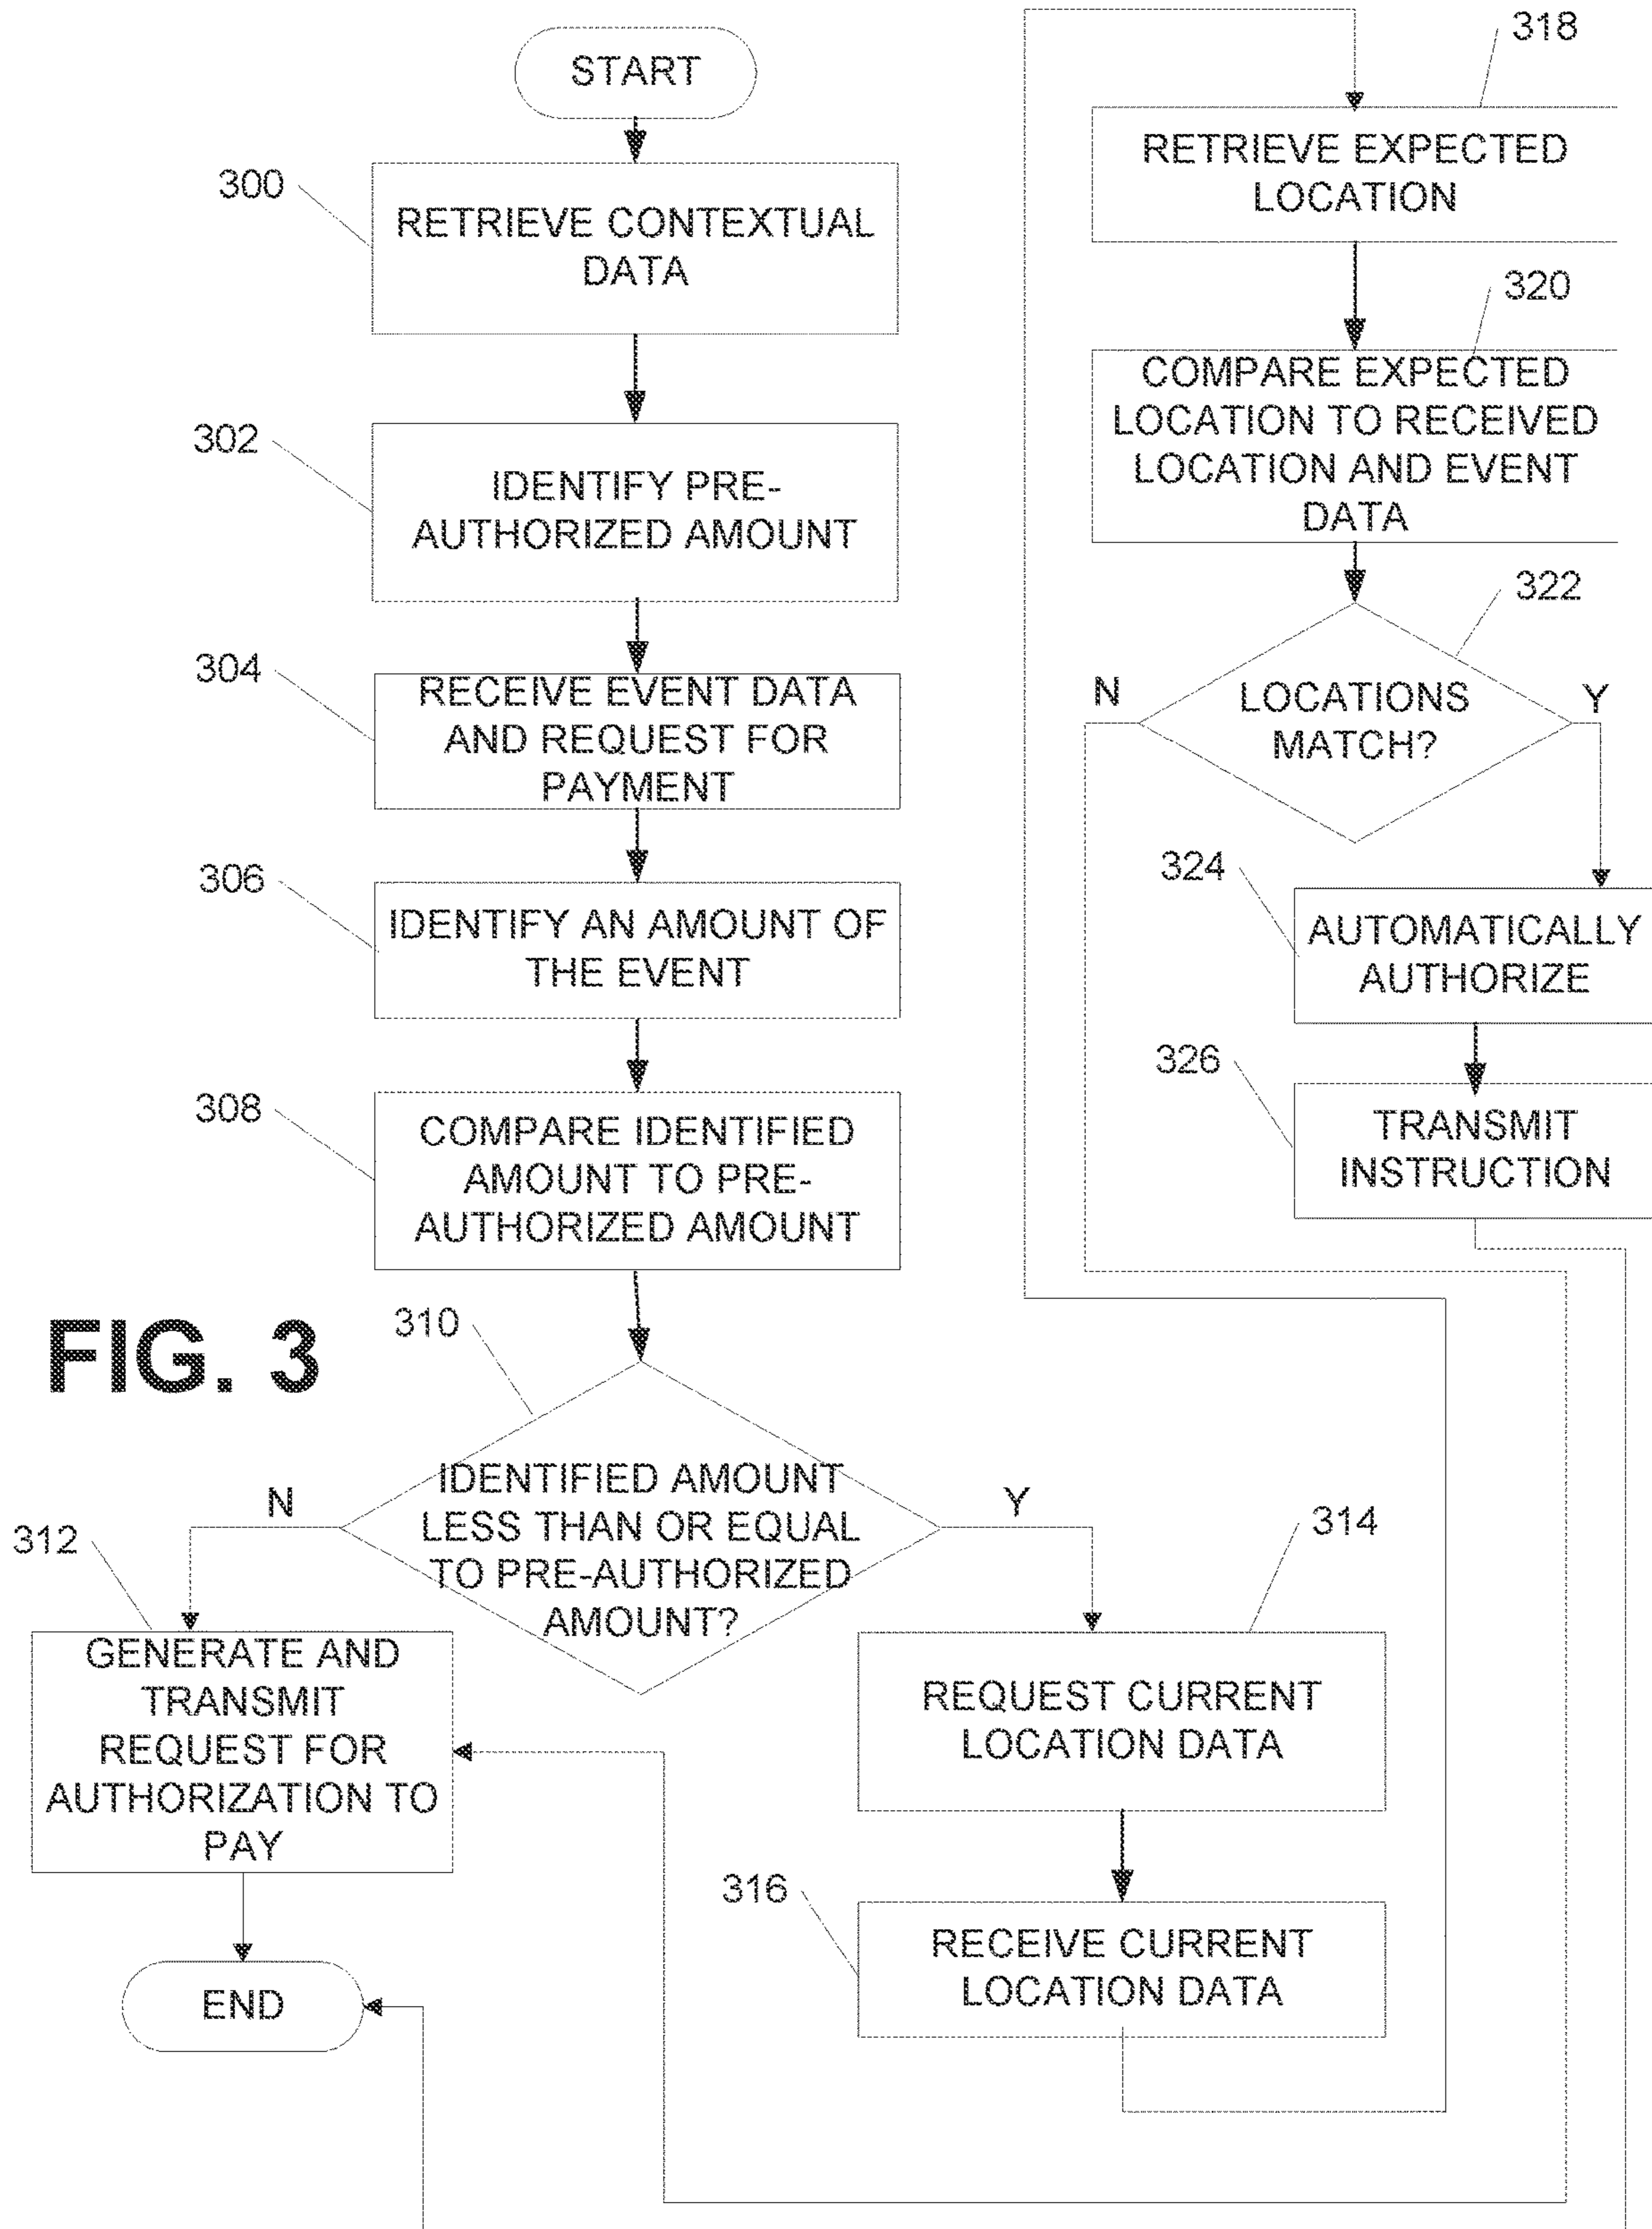 START
300
RETRIEVE CONTEXTUAL
DATA
302
IDENTIFY PRE-
AUTHORIZED AMOUNT
304
RECEIVE EVENT DATA
AND REQUEST FOR
PAYMENT
306
IDENTIFY AN AMOUNT OF
THE EVENT
308
COMPARE IDENTIFIED
AMOUNT TO PRE-
AUTHORIZED AMOUNT
FIG. 3
310
IDENTIFIED AMOUNT
LESS THAN OR EQUAL
TO PRE-AUTHORIZED
AMOUNT?
N
Y
312
GENERATE AND
TRANSMIT
REQUEST FOR
AUTHORIZATION TO
PAY
END
314
REQUEST CURRENT
LOCATION DATA
316
RECEIVE CURRENT
LOCATION DATA
318
RETRIEVE EXPECTED
LOCATION
320
COMPARE EXPECTED
LOCATION TO RECEIVED
LOCATION AND EVENT
DATA
322
N
LOCATIONS
MATCH?
Y
324
AUTOMATICALLY
AUTHORIZE
326
TRANSMIT
INSTRUCTION